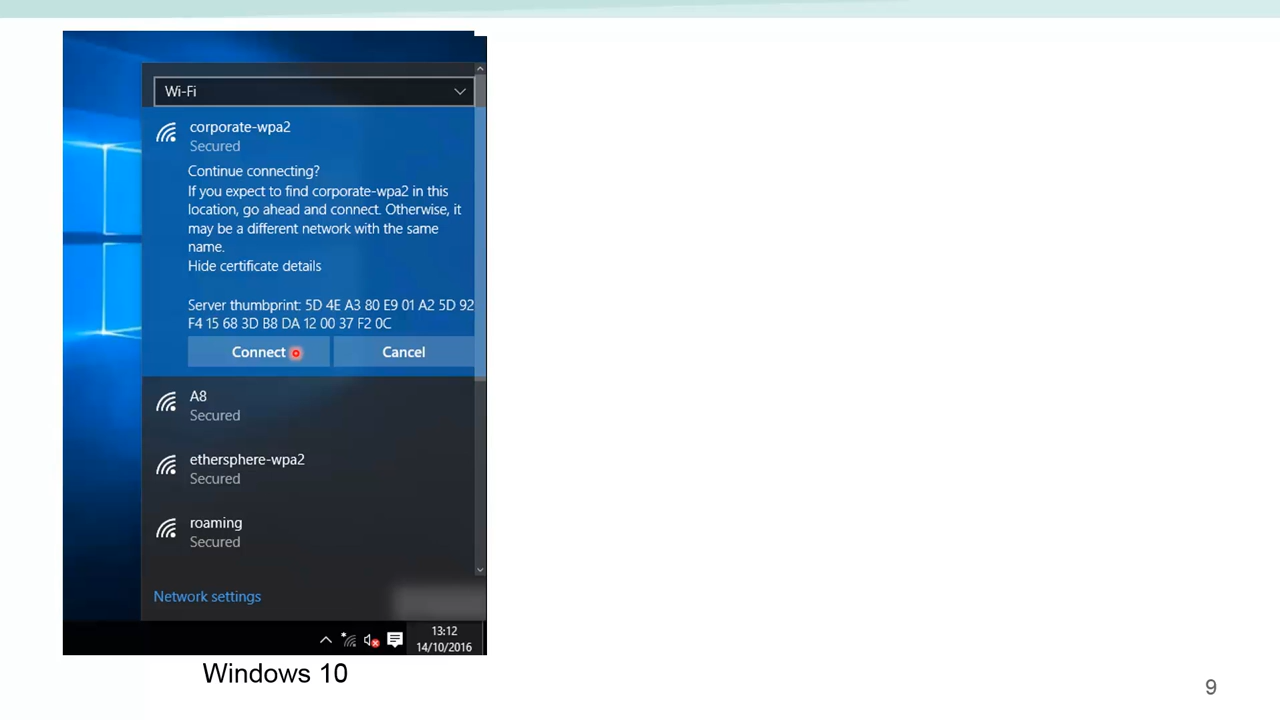 Wi-Fi
corporate-wpa2
Secured
Continue connecting?
If you expect to find corporate-wpa2 in this
location, go ahead and connect. Otherwise, it
may be a different network with the same
name.
Hide certificate details
Server thumbprint: 5D 4E A3 80 E9 01 A2 5D 92
F4 15 68 3D B8 DA 12 00 37 F2 0C
Connect Cancel
A8
Secured
ethersphere-wpa2
Secured
roaming
Secured
Network settings
13:12
14/10/2016
Windows 10
9